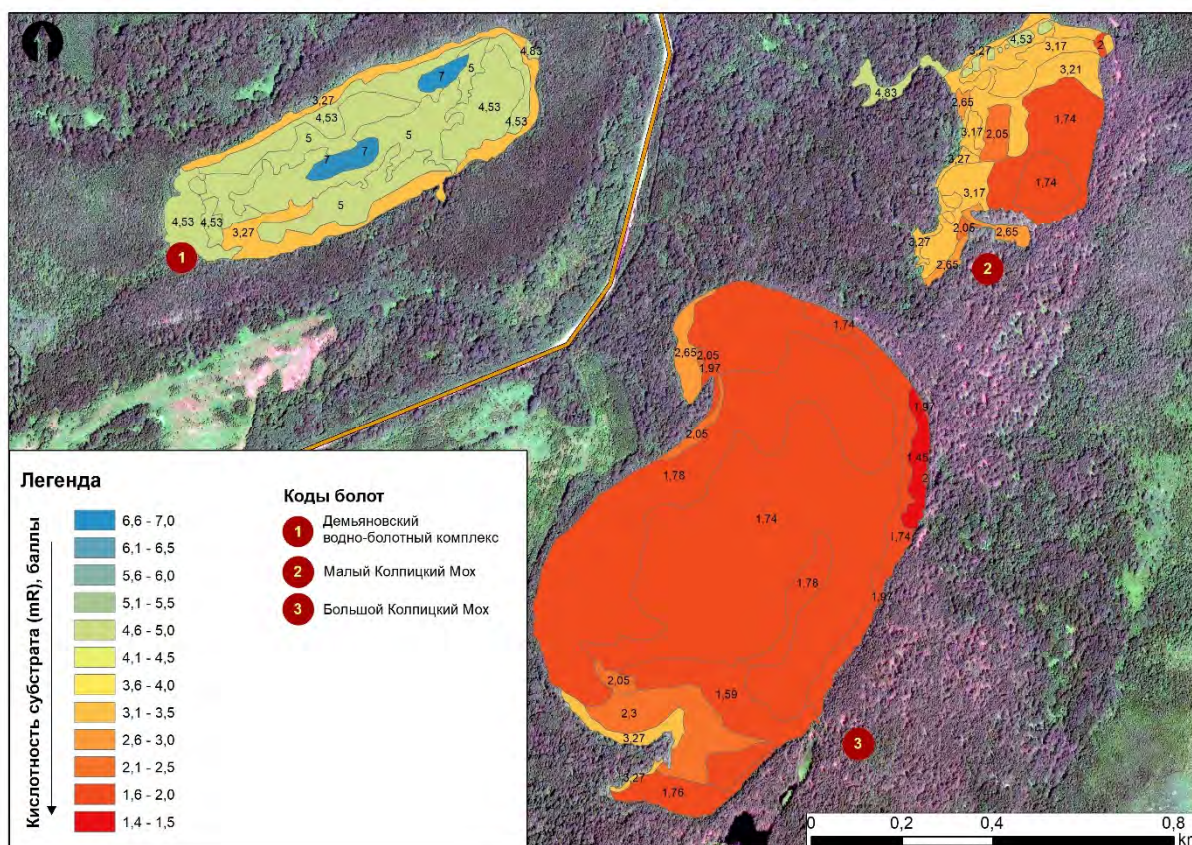 4,83
5
7
3,27
4,53
4,53
4,53
5
5
7
7
5
4,53
4,53
3,27
1
4,53
3,27
3,17
2
3,21
4,83
2,65
1,74
2,05
3,17
3,27
1,74
3,17
2,05
2,65
3,27
2,65
2
1,74
2,65
2,05
1,97
2,05
1,78
1,45
2
1,74
1,74
1,78
1,97
2,05
1,59
2,3
3,27
3,27
1,76
3
Легенда
6,6 - 7,0
6,1 - 6,5
5,6 - 6,0
5,1 - 5,5
4,6 - 5,0
4,1 - 4,5
3,6 - 4,0
3,1 - 3,5
2,6 - 3,0
2,1 - 2,5
1,6 - 2,0
1,4 - 1,5
Кислотность субстрата (mR), баллы
Коды болот
1 Демьяновский
водно-болотный комплекс
2 Малый Колпицкий Мох
3 Большой Колпицкий Мох
0 0,2 0,4 0,8
km